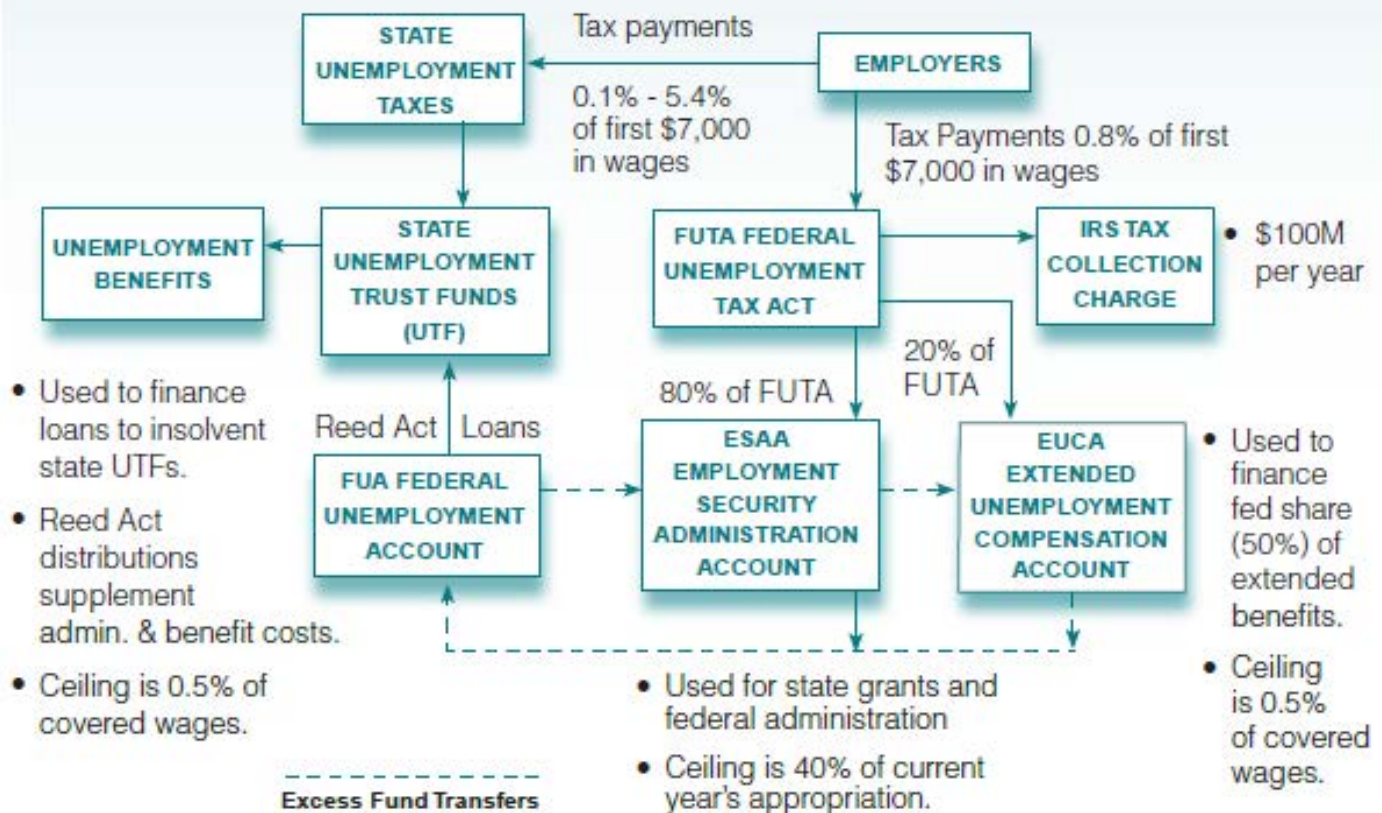 STATE
UNEMPLOYMENT
TAXES
Tax payments
EMPLOYERS
0.1% - 5.4%
of first $7,000
in wages
Tax Payments 0.8% of first
$7,000 in wages
UNEMPLOYMENT
BENEFITS
STATE
UNEMPLOYMENT
TRUST FUNDS
(UTF)
FUTA FEDERAL
UNEMPLOYMENT
TAX ACT
IRS TAX
COLLECTION
CHARGE
• $100M
per year
80% of FUTA
20% of
FUTA
• Used to finance
loans to insolvent
state UTFs.
• Reed Act
distributions
supplement
admin. & benefit costs.
• Ceiling is 0.5% of
covered wages.
Reed Act Loans
FUA FEDERAL
UNEMPLOYMENT
ACCOUNT
ESAA
EMPLOYMENT
SECURITY
ADMINISTRATION
ACCOUNT
EUCA
EXTENDED
UNEMPLOYMENT
COMPENSATION
ACCOUNT
• Used to
finance
fed share
(50%) of
extended
benefits.
• Ceiling
is 0.5%
of covered
wages.
• Used for state grants and
federal administration
• Ceiling is 40% of current
year's appropriation.
Excess Fund Transfers